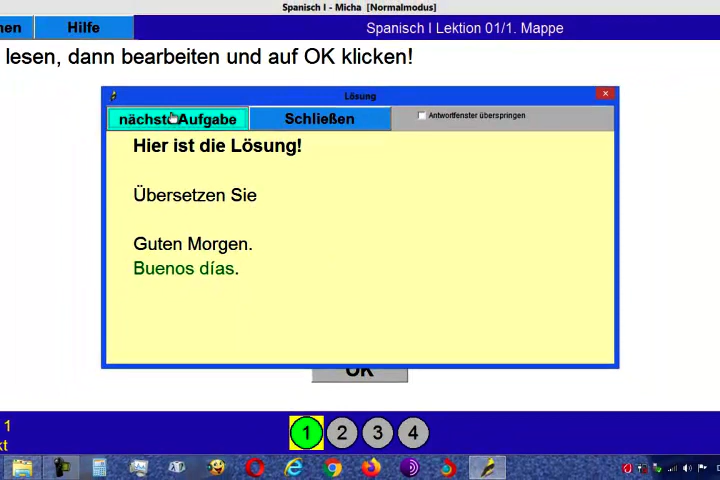 Spanisch I - Micha [Normalmodus]
nen Hilfe Spanisch I Lektion 01/1. Mappe
lesen, dann bearbeiten und auf OK klicken!
Lösung
nächste Aufgabe Schließen Antwortfenster überspringen
Hier ist die Lösung!
Übersetzen Sie
Guten Morgen.
Buenos días.
OK
1
kt
1 2 3 4